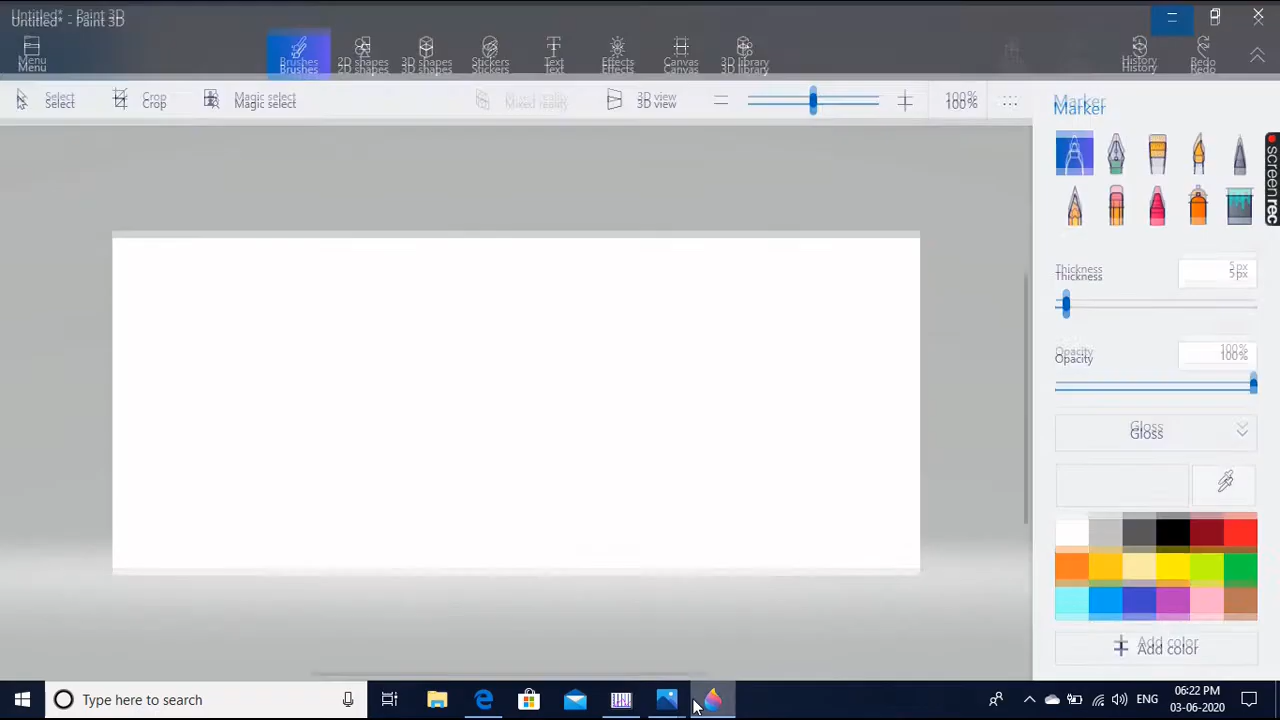 Untitled* - Paint 3D
Menu
Brushes
2D shapes
3D shapes
Stickers
Text
Effects
Canvas
3D library
History
Redo
Select
Crop
Magic select
Mixed reality
3D view
100%
Marker
Thickness
5px
Opacity
100%
Gloss
Add color
screenrec
Type here to search
ENG
06:22 PM
03-06-2020